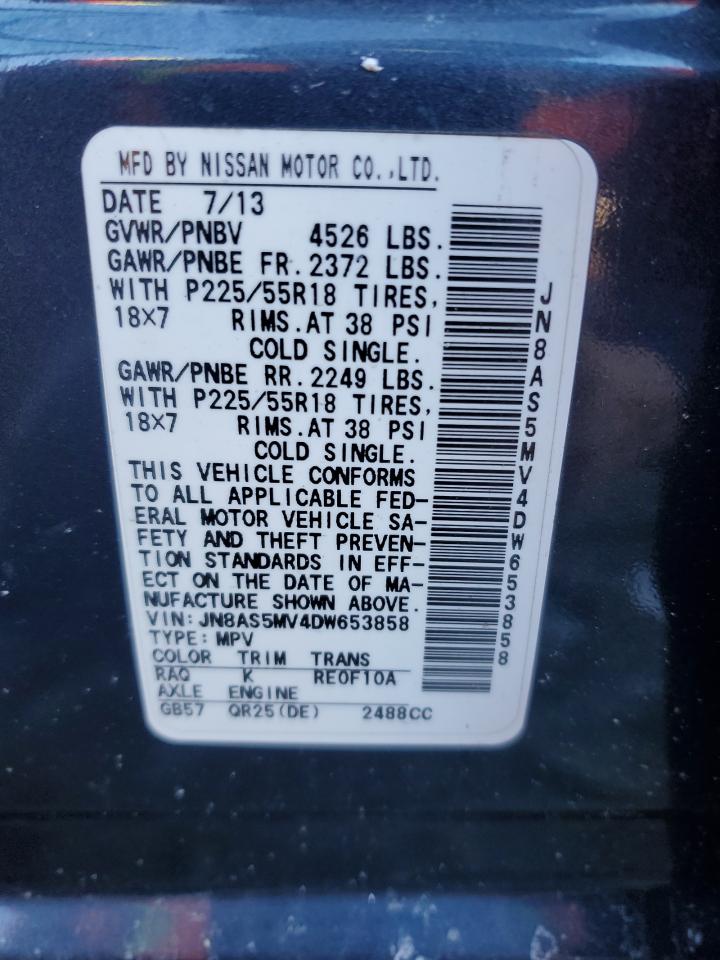 MFD BY NISSAN MOTOR CO.,LTD.
DATE 7/13
GVWR/PNBV 4526 LBS.
GAWR/PNBE FR.2372 LBS.
WITH P225/55R18 TIRES,
18X7 RIMS.AT 38 PSI
COLD SINGLE.
GAWR/PNBE RR.2249 LBS.
WITH P225/55R18 TIRES,
18X7 RIMS.AT 38 PSI
COLD SINGLE.
THIS VEHICLE CONFORMS
TO ALL APPLICABLE FED-
ERAL MOTOR VEHICLE SA-
FETY AND THEFT PREVEN-
TION STANDARDS IN EFF-
ECT ON THE DATE OF MA-
NUFACTURE SHOWN ABOVE.
VIN:JN8AS5MV4DW653858
TYPE:MPV
COLOR TRIM TRANS
RAQ K RE0F10A
AXLE ENGINE
GB57 QR25(DE) 2488CC
JN8AS5MV4DW653858